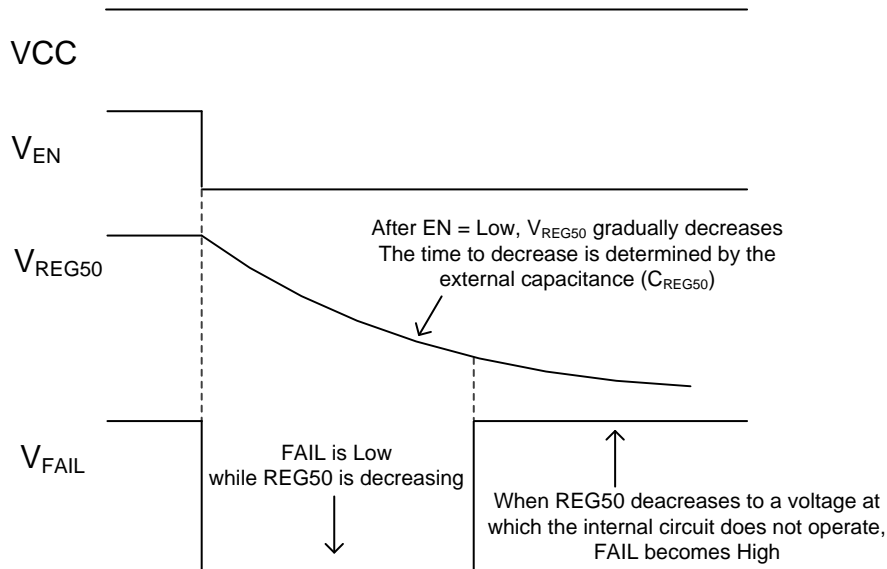 VCC
VEN
VREG50
After EN = Low, VREG50 gradually decreases
The time to decrease is determined by the
external capacitance (CREG50)
VFAIL
FAIL is Low
while REG50 is decreasing
When REG50 deacreases to a voltage at
which the internal circuit does not operate,
FAIL becomes High